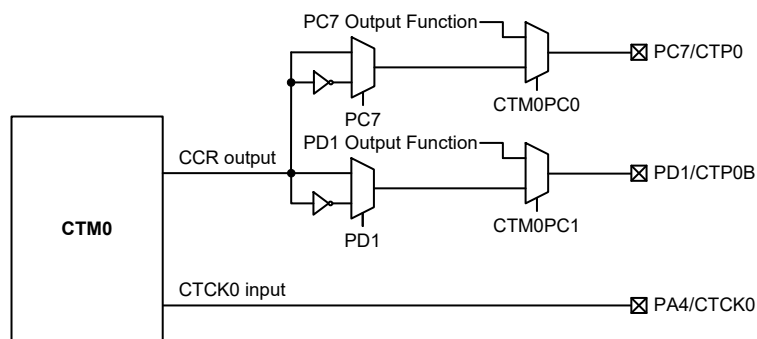 PC7 Output Function
PC7/CTP0
PC7
CTM0PC0
PD1 Output Function
CCR output
PD1/CTP0B
CTM0
PD1
CTM0PC1
CTCK0 input
PA4/CTCK0